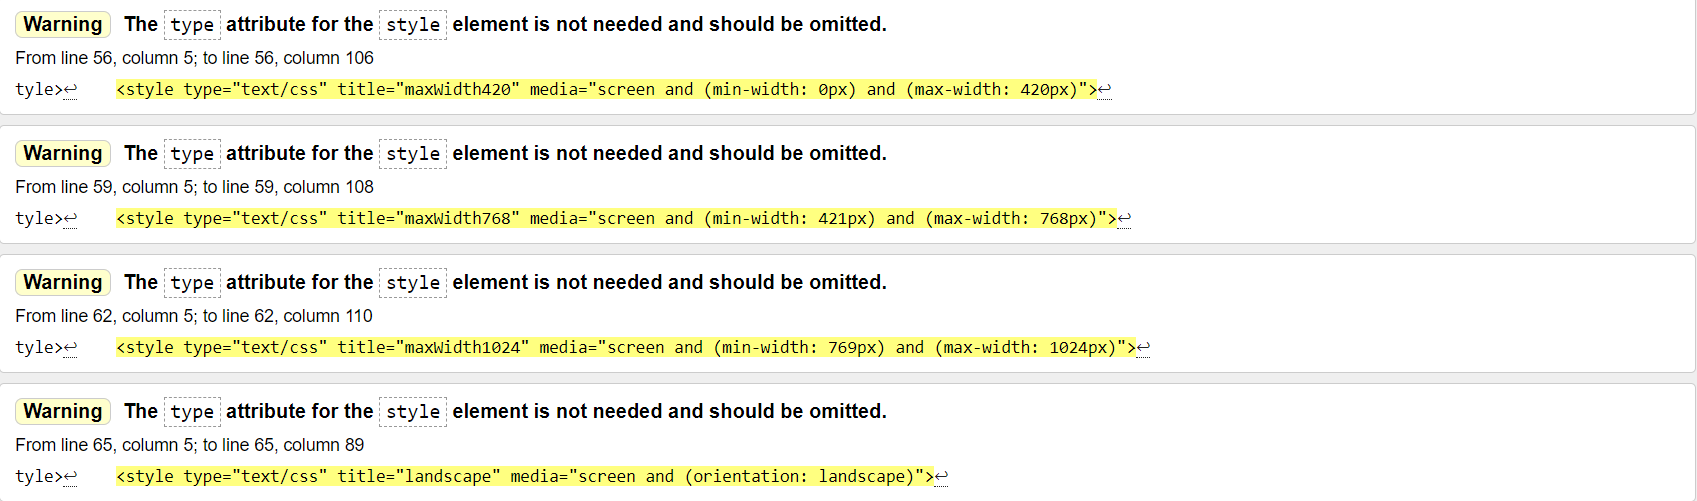 Warning The type attribute for the style element is not needed and should be omitted.
From line 56, column 5; to line 56, column 106
tyle>↩ <style type="text/css" title="maxWidth420" media="screen and (min-width: 0px) and (max-width: 420px)">↩
Warning The type attribute for the style element is not needed and should be omitted.
From line 59, column 5; to line 59, column 108
tyle>↩ <style type="text/css" title="maxWidth768" media="screen and (min-width: 421px) and (max-width: 768px)">↩
Warning The type attribute for the style element is not needed and should be omitted.
From line 62, column 5; to line 62, column 110
tyle>↩ <style type="text/css" title="maxWidth1024" media="screen and (min-width: 769px) and (max-width: 1024px)">↩
Warning The type attribute for the style element is not needed and should be omitted.
From line 65, column 5; to line 65, column 89
tyle>↩ <style type="text/css" title="landscape" media="screen and (orientation: landscape)">↩